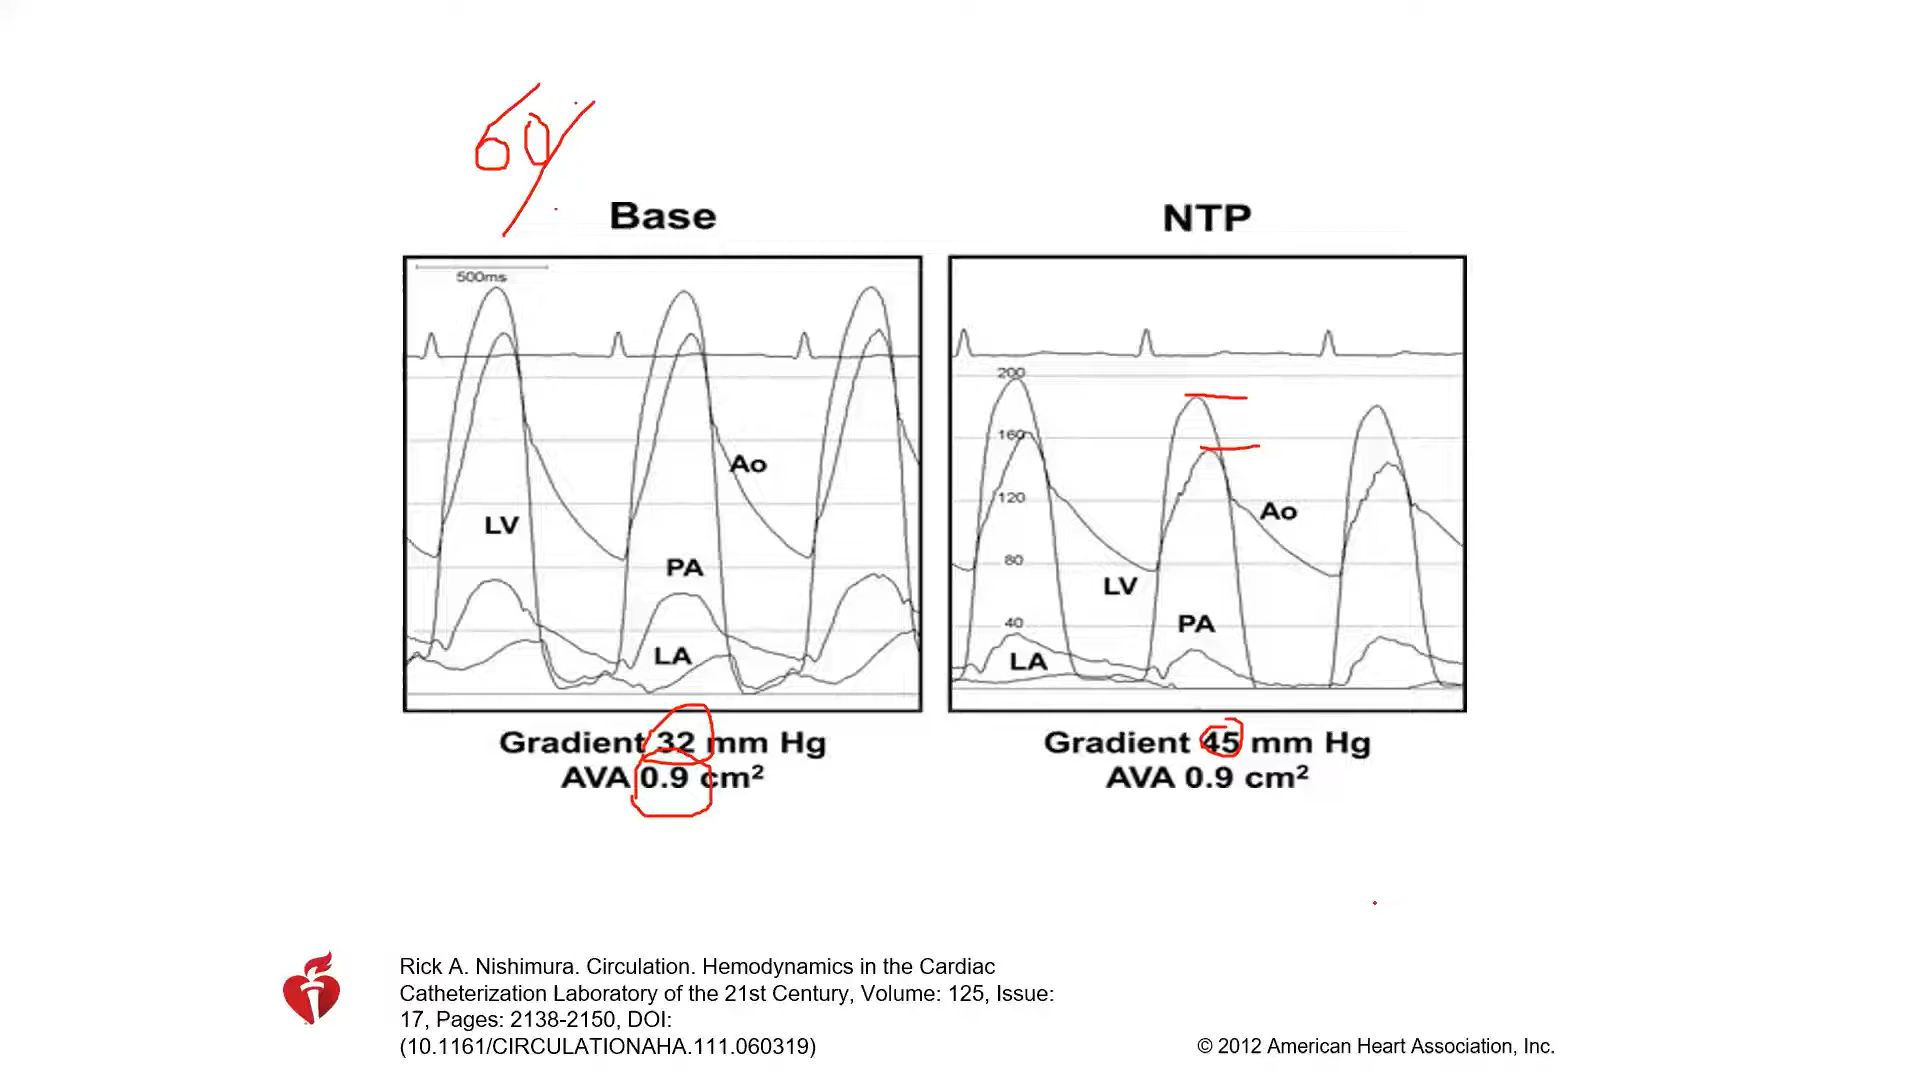 60
Base
NTP
500ms
Ao
LV
PA
LA
200
160
120
80
40
Ao
LV
PA
LA
Gradient 32 mm Hg
AVA 0.9 cm²
Gradient 45 mm Hg
AVA 0.9 cm²
Rick A. Nishimura. Circulation. Hemodynamics in the Cardiac
Catheterization Laboratory of the 21st Century, Volume: 125, Issue:
17, Pages: 2138-2150, DOI:
(10.1161/CIRCULATIONAHA.111.060319)
© 2012 American Heart Association, Inc.